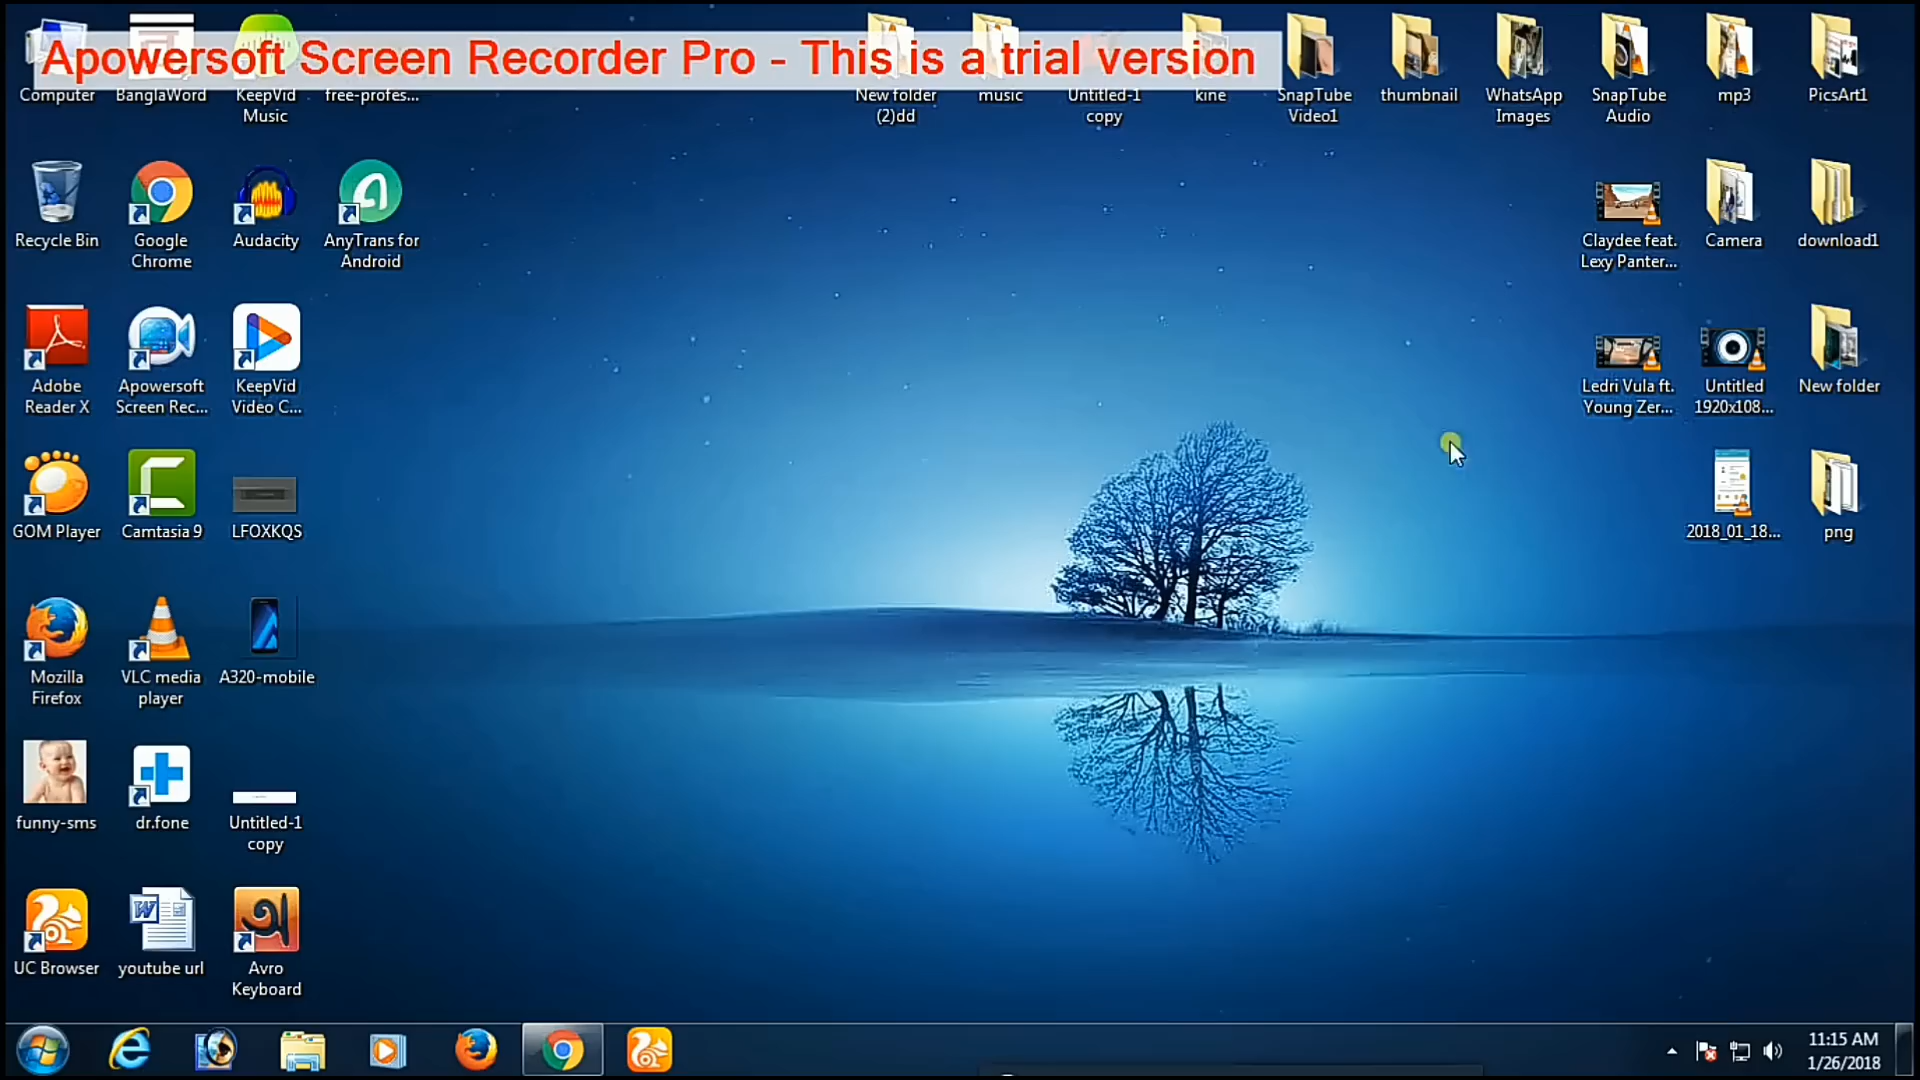 Apowersoft Screen Recorder Pro - This is a trial version
Computer
BanglaWord
KeepVid
Music
free-profes...
New folder
(2)dd
music
Untitled-1
copy
kine
SnapTube
Video1
thumbnail
WhatsApp
Images
SnapTube
Audio
mp3
PicsArt1
Recycle Bin
Google
Chrome
Audacity
AnyTrans for
Android
Claydee feat.
Lexy Panter...
Camera
download1
Adobe
Reader X
Apowersoft
Screen Rec...
KeepVid
Video C...
Ledri Vula ft.
Young Zer...
Untitled
1920x108...
New folder
GOM Player
Camtasia 9
LFOXKQS
2018_01_18...
png
Mozilla
Firefox
VLC media
player
A320-mobile
funny-sms
dr.fone
Untitled-1
copy
UC Browser
youtube url
Avro
Keyboard
11:15 AM
1/26/2018